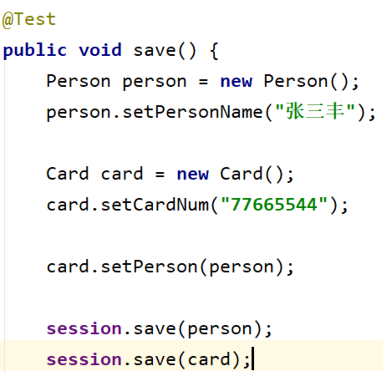 @Test
public void save() {
Person person = new Person();
person.setPersonName("张三丰");
Card card = new Card();
card.setCardNum("77665544");
card.setPerson(person);
session.save(person);
session.save(card);